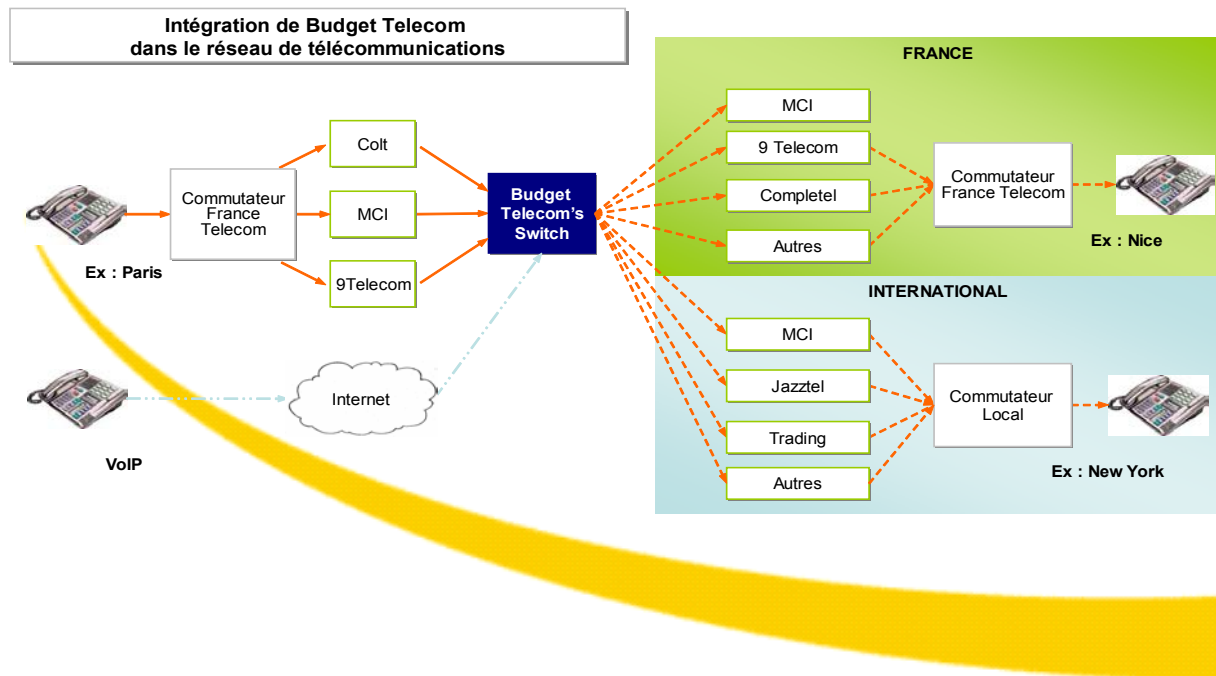 Intégration de Budget Telecom
dans le réseau de télécommunications
Ex : Paris
Commutateur
France
Telecom
Colt
MCI
9Telecom
Budget
Telecom's
Switch
VoIP
Internet
FRANCE
MCI
9 Telecom
Completel
Autres
Commutateur
France Telecom
Ex : Nice
INTERNATIONAL
MCI
Jazztel
Trading
Autres
Commutateur
Local
Ex : New York